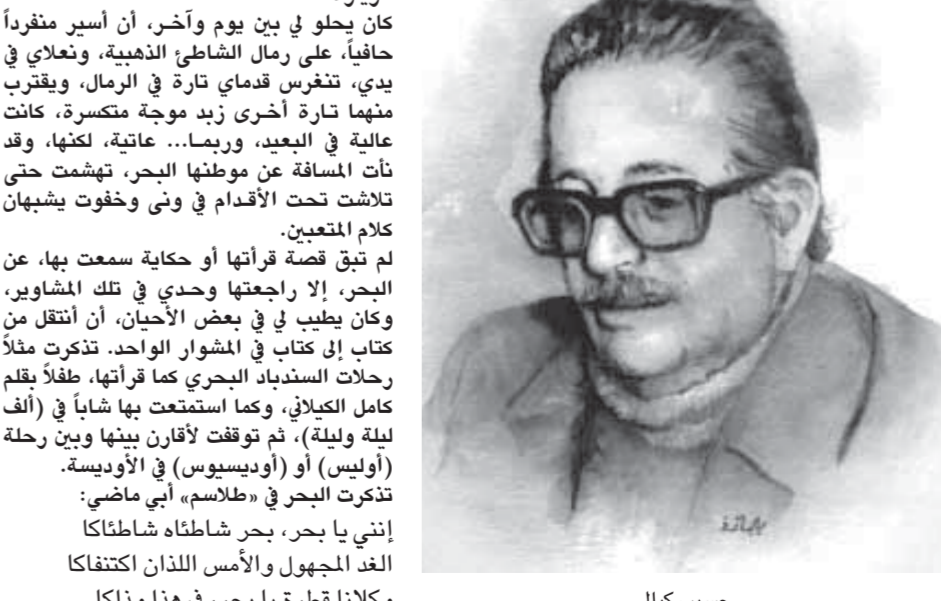 كان يحلو لي بين يوم وآخـر، أن أسير منفرداً
حافياً، على رمال الشاطئ الذهبية، ونعلاي في
يدي، تنغرس قدماي تارة في الرمال، ويقترب
منهما تـارة أخـرى زبد موجة متكسرة، كانت
عالية في البعيد، وربمـا... عاتية، لكنها، وقد
نأت المسافة عن موطنها البحر، تهشمت حتى
تلاشت تحت الأقـدام في ونى وخفوت يشبهان
كلام المتعبين.
لم تبق قصة قرأتها أو حكاية سمعت بها، عن
البحر، إلا راجعتها وحـدي في تلك المشاوير،
وكان يطيب لي في بعض الأحيان، أن أنتقل من
كتاب إلى كتاب في المشوار الواحد. تذكرت مثلاً
رحلات السندباد البحري كما قرأتها، طفلاً بقلم
كامل الكيلاني، وكما استمتعت بها شاباً في (ألف
ليلة وليلة)، ثم توقفت لأقارن بينها وبين رحلة
(أوليس) أو (أوديسيوس) في الأوديسة.
تذكرت البحر في «طلاسم» أبي ماضي:
إنني يا بحر، بحر شاطئاه شاطئاكا
الغد المجهول والأمس اللذان اكتنفاكا